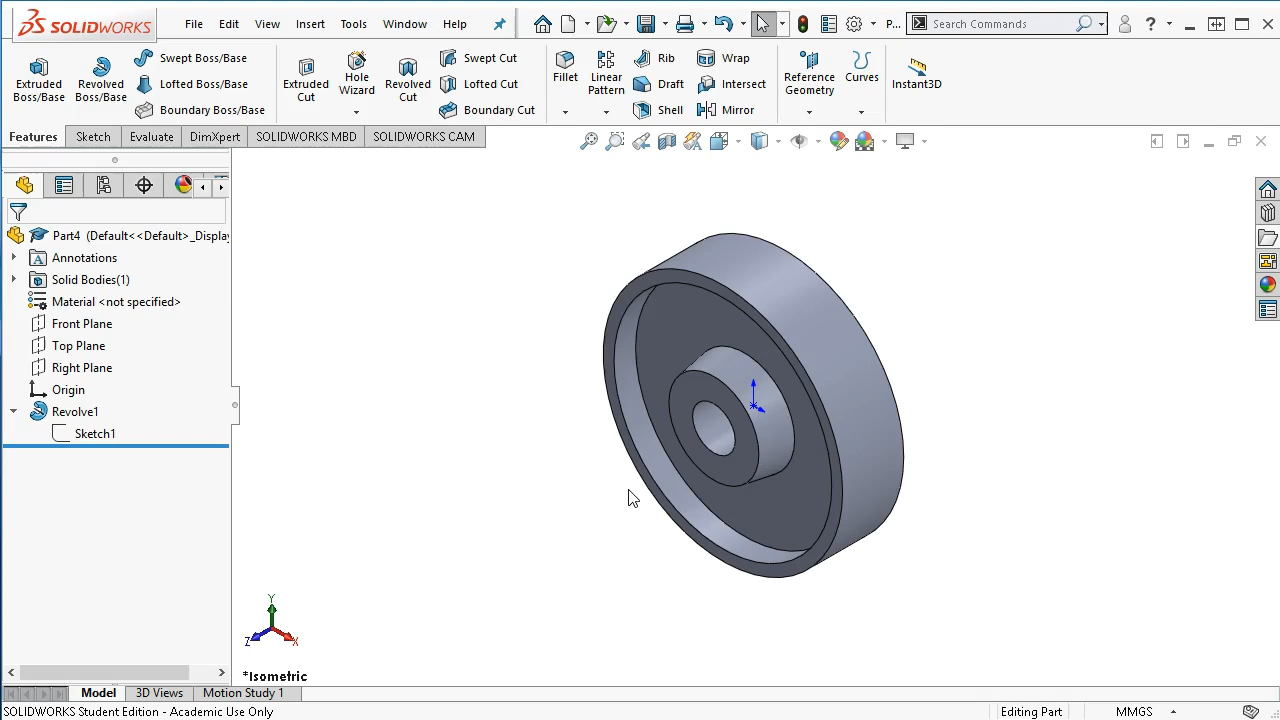 SOLIDWORKS
File
Edit
View
Insert
Tools
Window
Help
P...
Search Commands
?
Extruded
Boss/Base
Revolved
Boss/Base
Swept Boss/Base
Lofted Boss/Base
Boundary Boss/Base
Extruded
Cut
Hole
Wizard
Revolved
Cut
Swept Cut
Lofted Cut
Boundary Cut
Fillet
Linear
Pattern
Rib
Draft
Shell
Wrap
Intersect
Mirror
Reference
Geometry
Curves
Instant3D
Features
Sketch
Evaluate
DimXpert
SOLIDWORKS MBD
SOLIDWORKS CAM
Part4 (Default<<Default>_Display
Annotations
Solid Bodies(1)
Material <not specified>
Front Plane
Top Plane
Right Plane
Origin
Revolve1
Sketch1
Y
Z
X
*Isometric
Model
3D Views
Motion Study 1
SOLIDWORKS Student Edition - Academic Use Only
Editing Part
MMGS